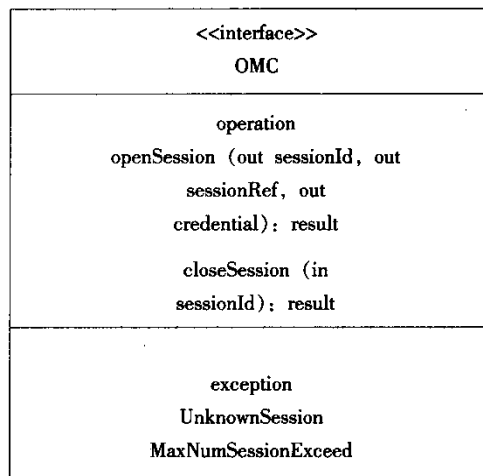 <<interface>>
OMC
operation
openSession (out sessionId, out
sessionRef, out
credential): result
closeSession (in
sessionId): result
exception
UnknownSession
MaxNumSessionExceed